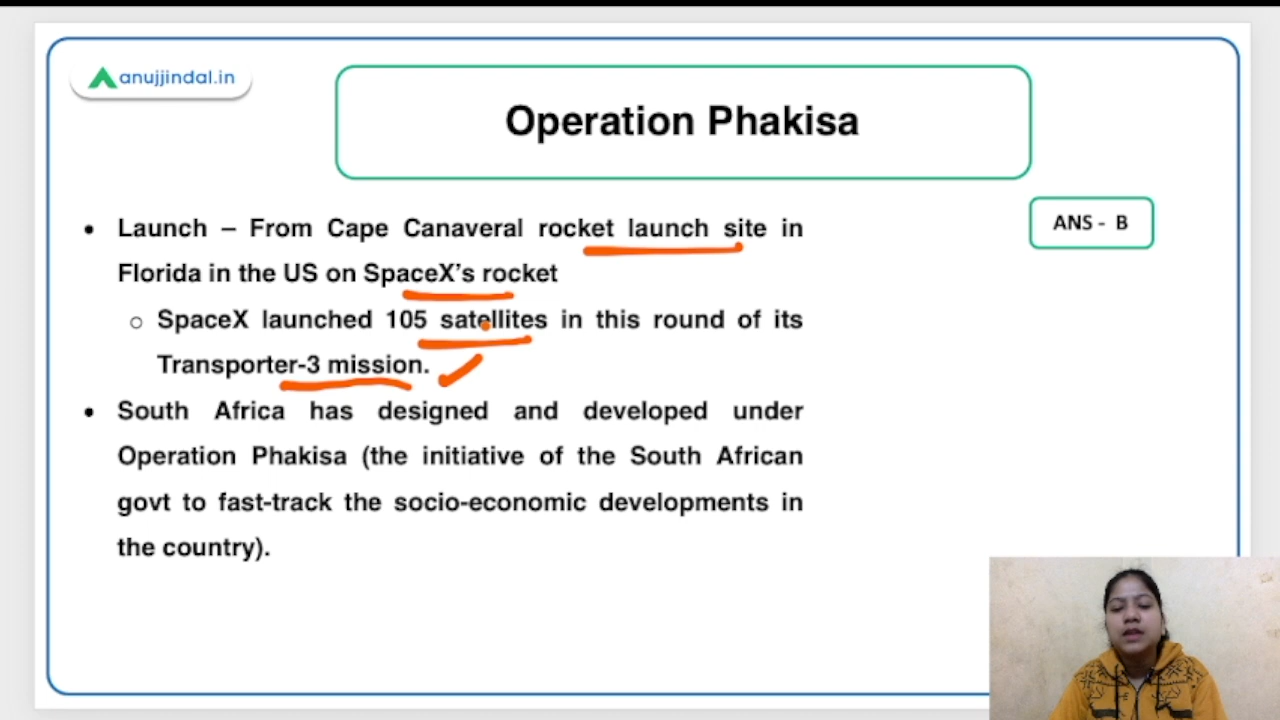 anujjindal.in
Operation Phakisa
ANS - B
• Launch – From Cape Canaveral rocket launch site in
Florida in the US on SpaceX's rocket
○ SpaceX launched 105 satellites in this round of its
Transporter-3 mission.
• South Africa has designed and developed under
Operation Phakisa (the initiative of the South African
govt to fast-track the socio-economic developments in
the country).